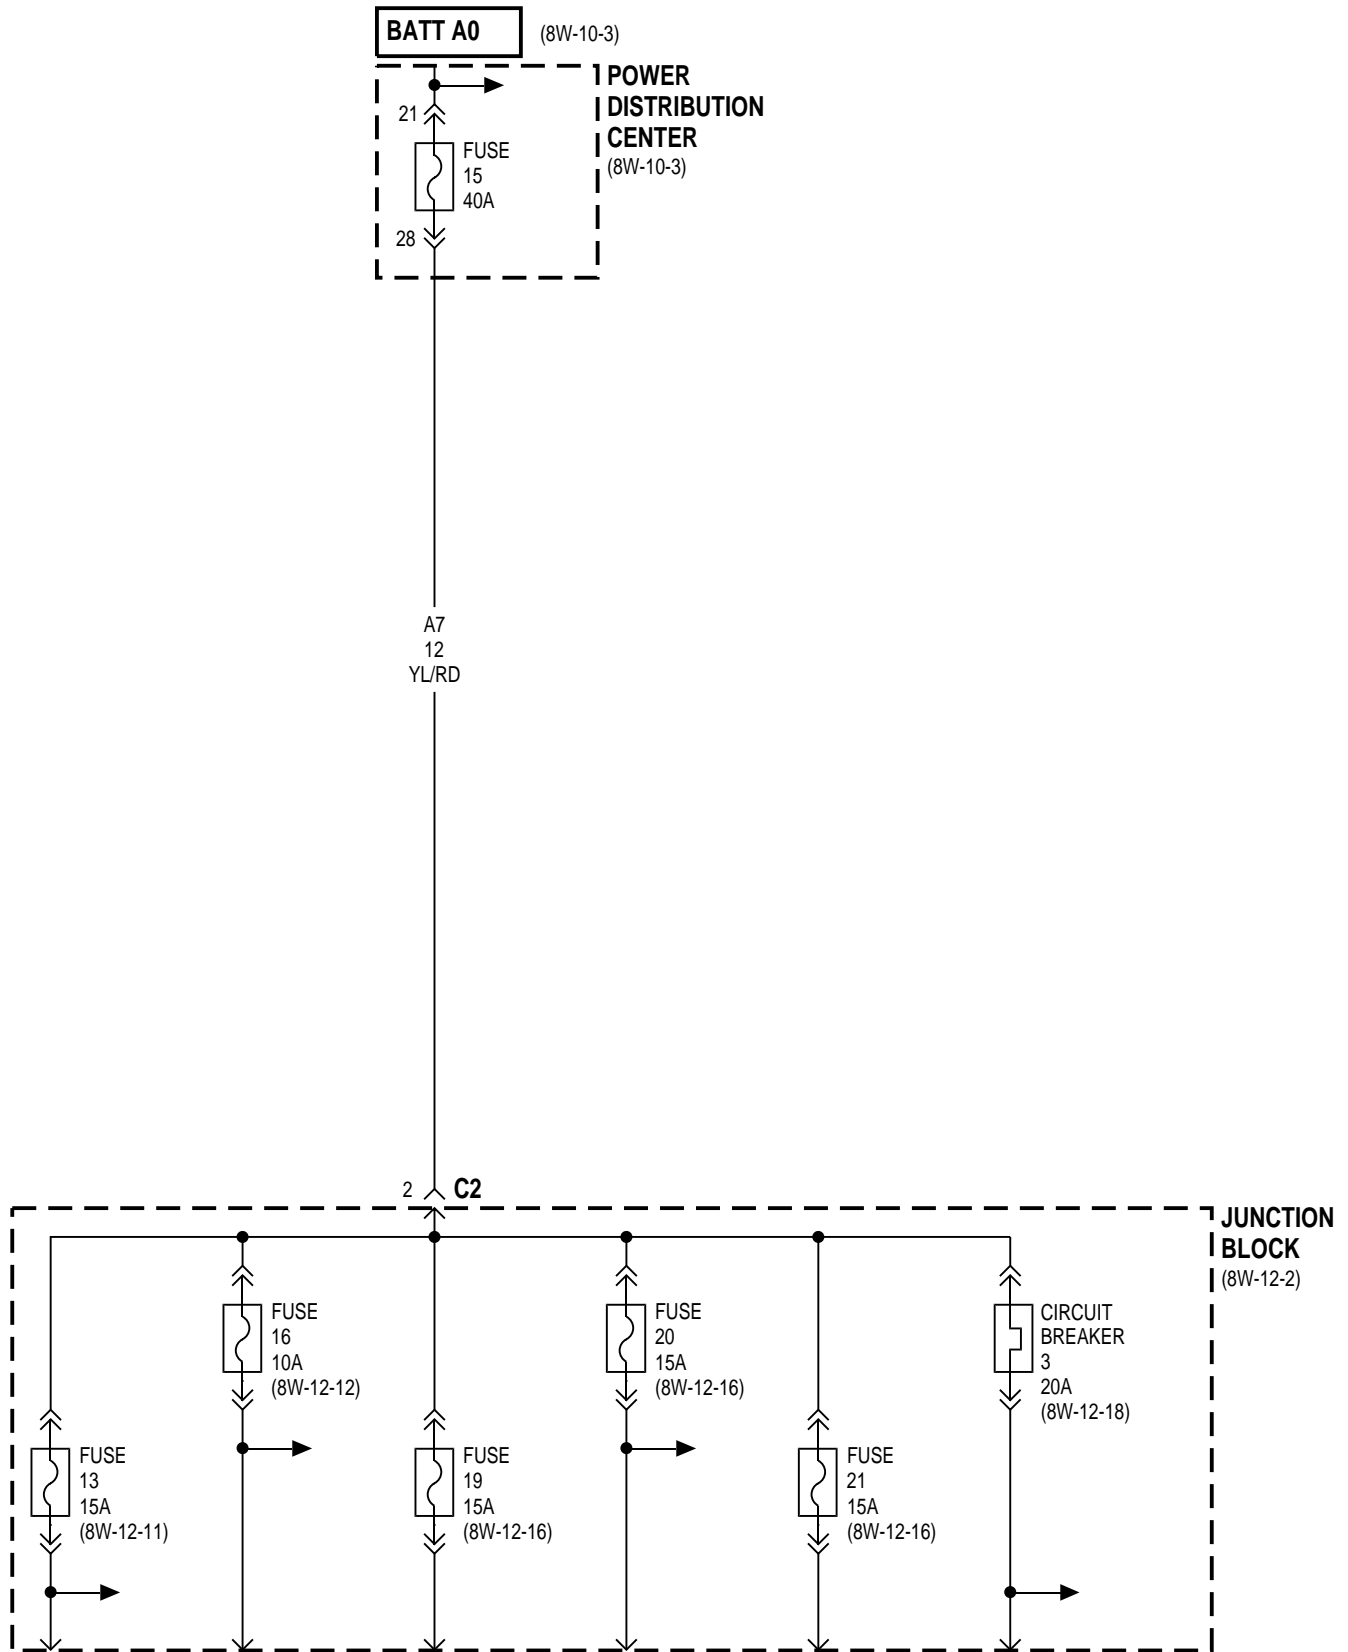 BATT A0
(8W-10-3)
POWER
DISTRIBUTION
CENTER
(8W-10-3)
21
FUSE
15
40A
28
A7
12
YL/RD
2
C2
JUNCTION
BLOCK
(8W-12-2)
FUSE
16
10A
(8W-12-12)
FUSE
20
15A
(8W-12-16)
CIRCUIT
BREAKER
3
20A
(8W-12-18)
FUSE
13
15A
(8W-12-11)
FUSE
19
15A
(8W-12-16)
FUSE
21
15A
(8W-12-16)